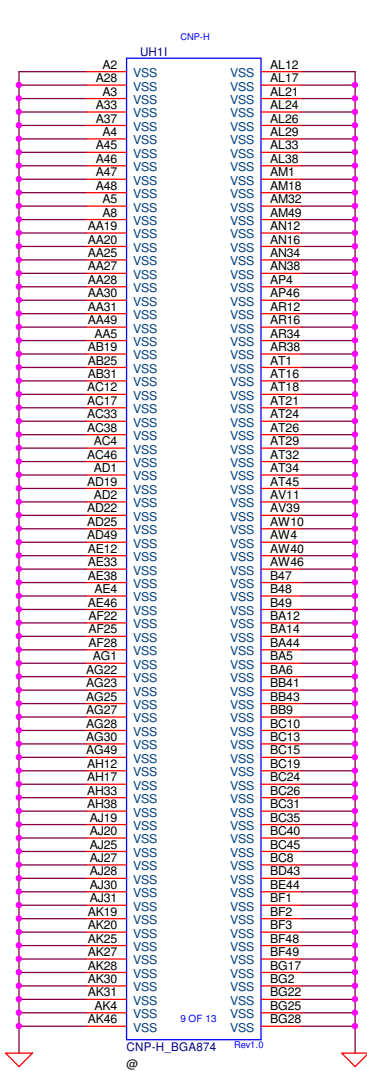 CNP-H
UH1I
A2 VSS VSS AL12
A28 VSS VSS AL17
A3 VSS VSS AL21
A33 VSS VSS AL24
A37 VSS VSS AL26
A4 VSS VSS AL29
A45 VSS VSS AL33
A46 VSS VSS AL38
A47 VSS VSS AM1
A48 VSS VSS AM18
A5 VSS VSS AM32
A8 VSS VSS AM49
AA19 VSS VSS AN12
AA20 VSS VSS AN16
AA25 VSS VSS AN34
AA27 VSS VSS AN38
AA28 VSS VSS AP4
AA30 VSS VSS AP46
AA31 VSS VSS AR12
AA49 VSS VSS AR16
AA5 VSS VSS AR34
AB19 VSS VSS AR38
AB25 VSS VSS AT1
AB31 VSS VSS AT16
AC12 VSS VSS AT18
AC17 VSS VSS AT21
AC33 VSS VSS AT24
AC38 VSS VSS AT26
AC4 VSS VSS AT29
AC46 VSS VSS AT32
AD1 VSS VSS AT34
AD19 VSS VSS AT45
AD2 VSS VSS AV11
AD22 VSS VSS AV39
AD25 VSS VSS AW10
AD49 VSS VSS AW4
AE12 VSS VSS AW40
AE33 VSS VSS AW46
AE38 VSS VSS B47
AE4 VSS VSS B48
AE46 VSS VSS B49
AF22 VSS VSS BA12
AF25 VSS VSS BA14
AF28 VSS VSS BA44
AG1 VSS VSS BA5
AG22 VSS VSS BA6
AG23 VSS VSS BB41
AG25 VSS VSS BB43
AG27 VSS VSS BB9
AG28 VSS VSS BC10
AG30 VSS VSS BC13
AG49 VSS VSS BC15
AH12 VSS VSS BC19
AH17 VSS VSS BC24
AH33 VSS VSS BC26
AH38 VSS VSS BC31
AJ19 VSS VSS BC35
AJ20 VSS VSS BC40
AJ25 VSS VSS BC45
AJ27 VSS VSS BC8
AJ28 VSS VSS BD43
AJ30 VSS VSS BE44
AJ31 VSS VSS BF1
AK19 VSS VSS BF2
AK20 VSS VSS BF3
AK25 VSS VSS BF48
AK27 VSS VSS BF49
AK28 VSS VSS BG17
AK30 VSS VSS BG2
AK31 VSS VSS BG22
AK4 VSS VSS BG25
AK46 VSS 9 OF 13 VSS BG28
CNP-H_BGA874 Rev1.0
@